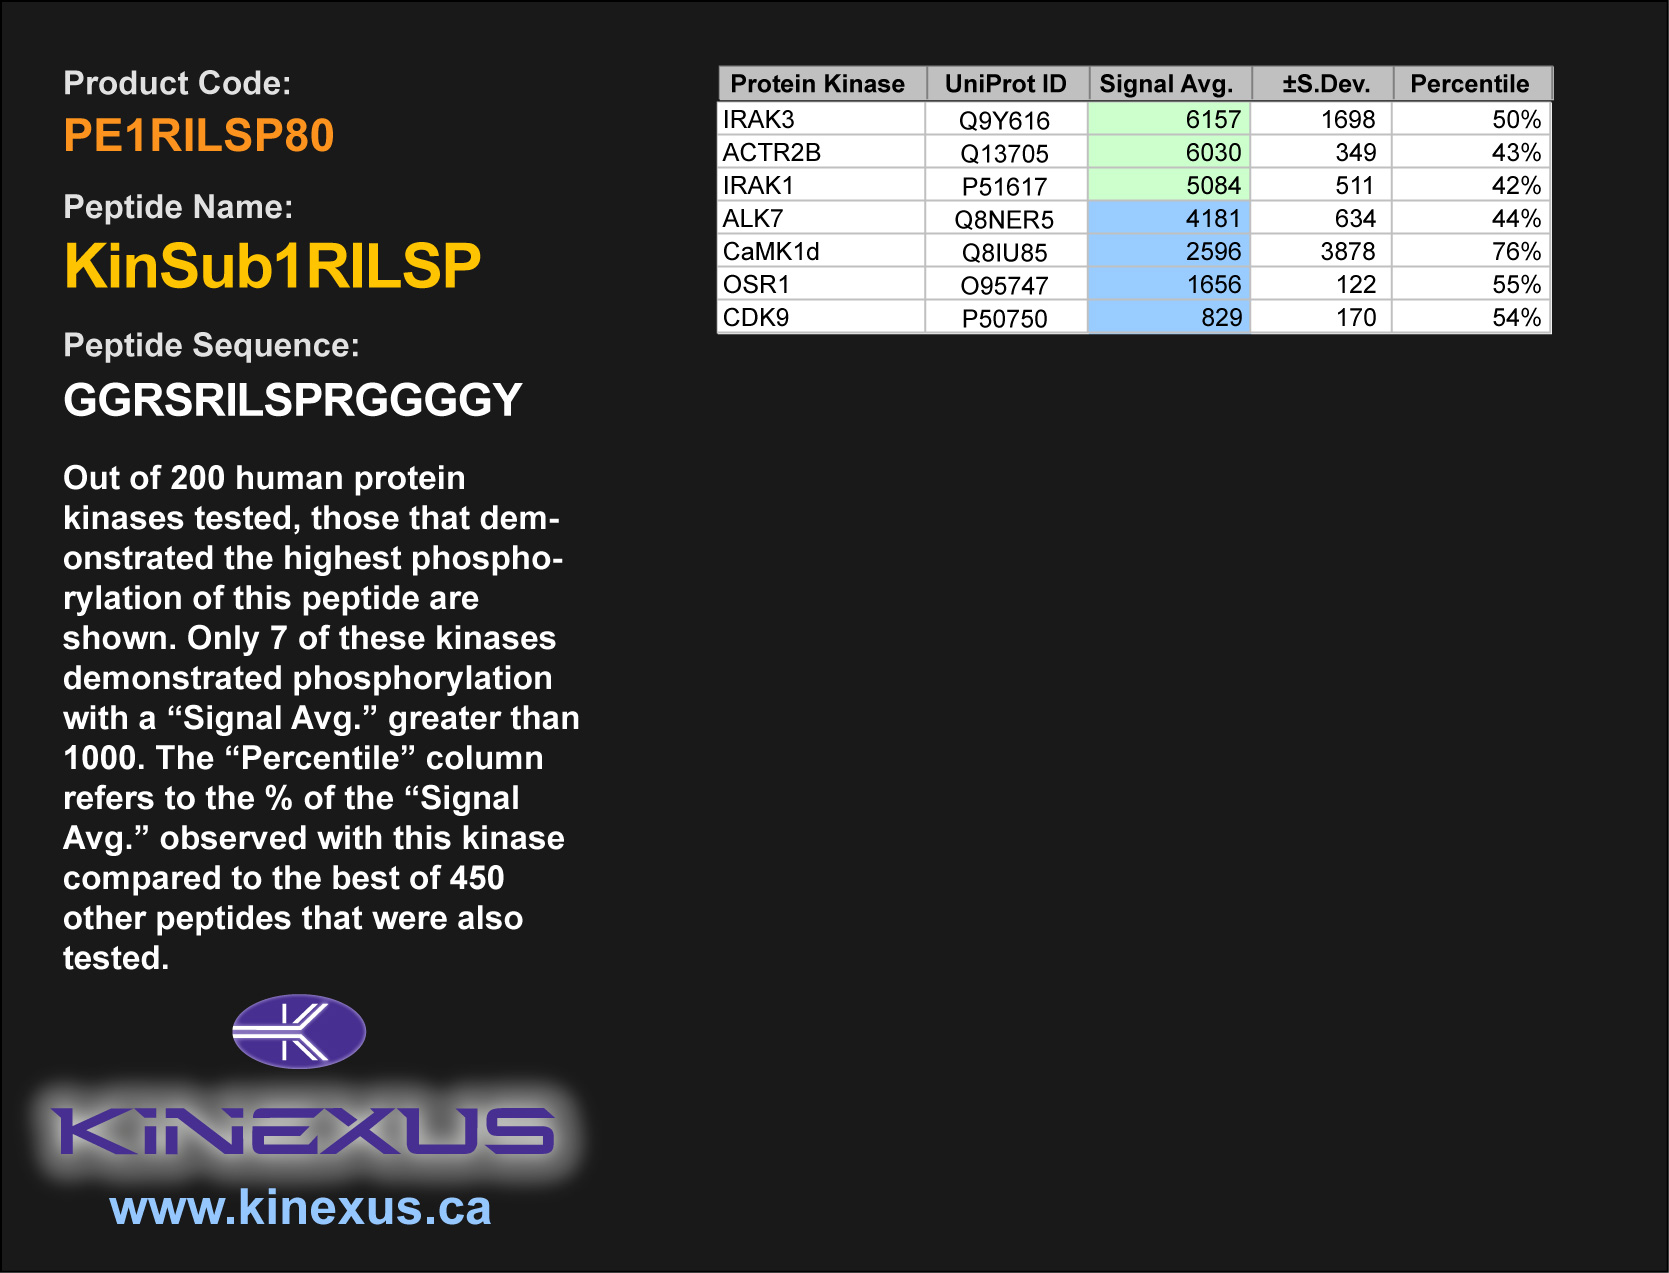 Product Code:
PE1RILSP80
Peptide Name:
KinSub1RILSP
Peptide Sequence:
GGRSRILSPRGGGGY
Out of 200 human protein
kinases tested, those that dem-
onstrated the highest phospho-
rylation of this peptide are
shown. Only 7 of these kinases
demonstrated phosphorylation
with a “Signal Avg.” greater than
1000. The “Percentile” column
refers to the % of the “Signal
Avg.” observed with this kinase
compared to the best of 450
other peptides that were also
tested.
KINEXUS
www.kinexus.ca
Protein Kinase UniProt ID Signal Avg. ±S.Dev. Percentile
IRAK3 Q9Y616 6157 1698 50%
ACTR2B Q13705 6030 349 43%
IRAK1 P51617 5084 511 42%
ALK7 Q8NER5 4181 634 44%
CaMK1d Q8IU85 2596 3878 76%
OSR1 O95747 1656 122 55%
CDK9 P50750 829 170 54%